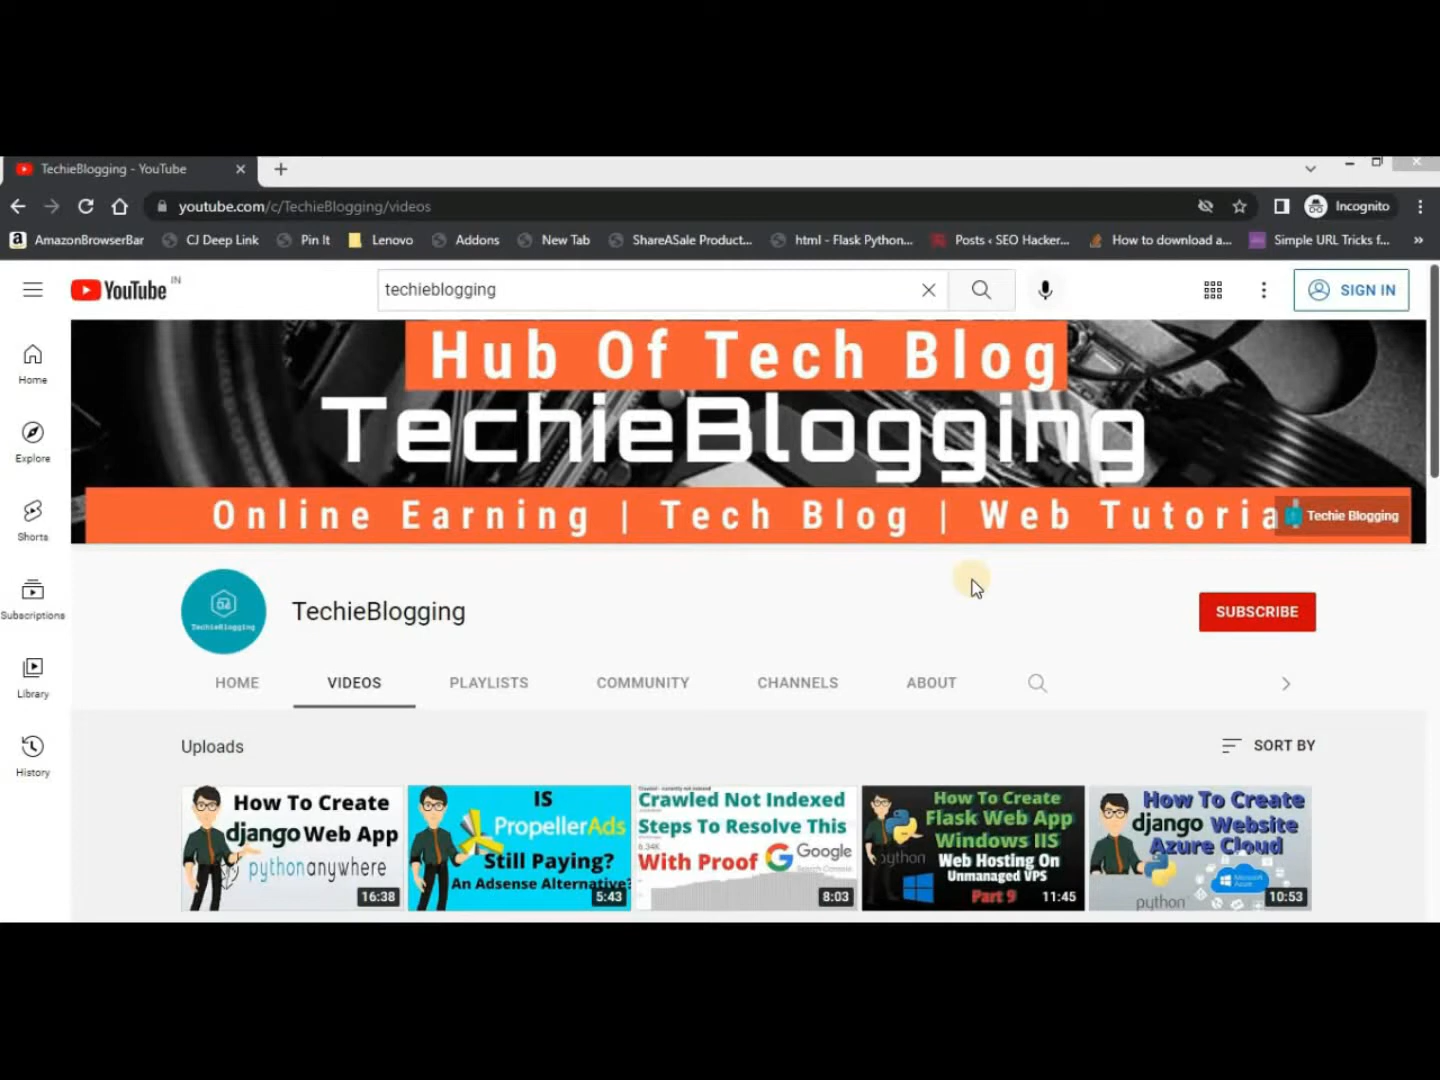 TechieBlogging - YouTube
youtube.com/c/TechieBlogging/videos
Incognito
AmazonBrowserBar
CJ Deep Link
Pin It
Lenovo
Addons
New Tab
ShareASale Product...
html - Flask Python...
Posts ‹ SEO Hacker...
How to download a...
Simple URL Tricks f...
»
YouTube IN
techieblogging
SIGN IN
Home
Explore
Shorts
Subscriptions
Library
History
Hub Of Tech Blog
TechieBlogging
Online Earning | Tech Blog | Web Tutoria
Techie Blogging
TechieBlogging
TechieBlogging
SUBSCRIBE
HOME
VIDEOS
PLAYLISTS
COMMUNITY
CHANNELS
ABOUT
Uploads
SORT BY
How To Create
django Web App
pythonanywhere
16:38
IS
PropellerAds
Still Paying?
An Adsense Alternative?
5:43
Crawled Not Indexed
Steps To Resolve This
6.34K
With Proof Google
8:03
How To Create
Flask Web App
Windows IIS
python
Web Hosting On
Unmanaged VPS
Part 9
11:45
How To Create
django Website
Azure Cloud
Microsoft
Azure
python
10:53